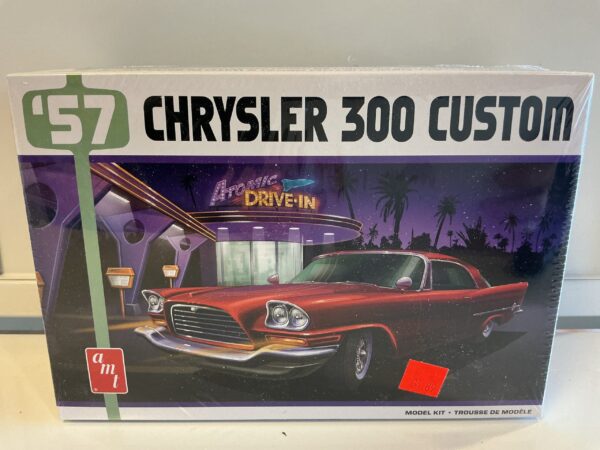 '57 CHRYSLER 300 CUSTOM
ATOMIC
DRIVE-IN
amt
MODEL KIT • TROUSSE DE MODÈLE